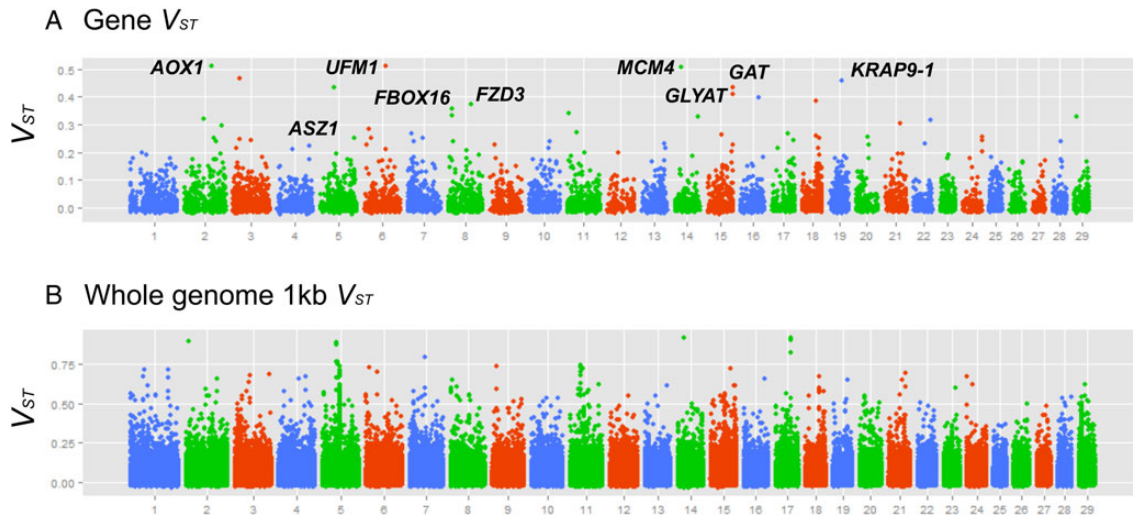 A Gene VST
VST
0.5
0.4
0.3
0.2
0.1
0.0
AOX1 UFM1 MCM4 GAT KRAP9-1
FBOX16 FZD3 GLYAT
ASZ1
1 2 3 4 5 6 7 8 9 10 11 12 13 14 15 16 17 18 19 20 21 22 23 24 25 26 27 28 29
B Whole genome 1kb VST
VST
0.75
0.50
0.25
0.00
1 2 3 4 5 6 7 8 9 10 11 12 13 14 15 16 17 18 19 20 21 22 23 24 25 26 27 28 29